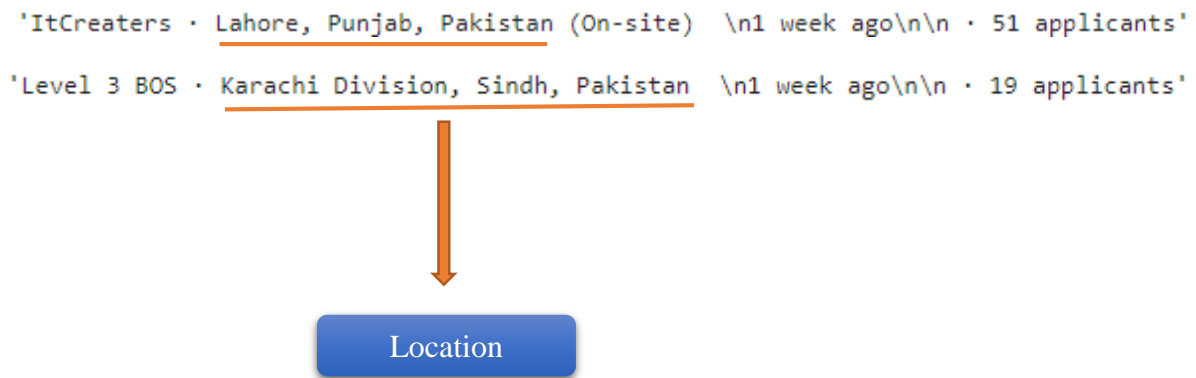 'ItCreaters · Lahore, Punjab, Pakistan (On-site)  \n1 week ago\n\n · 51 applicants'
'Level 3 BOS · Karachi Division, Sindh, Pakistan  \n1 week ago\n\n · 19 applicants'
Location